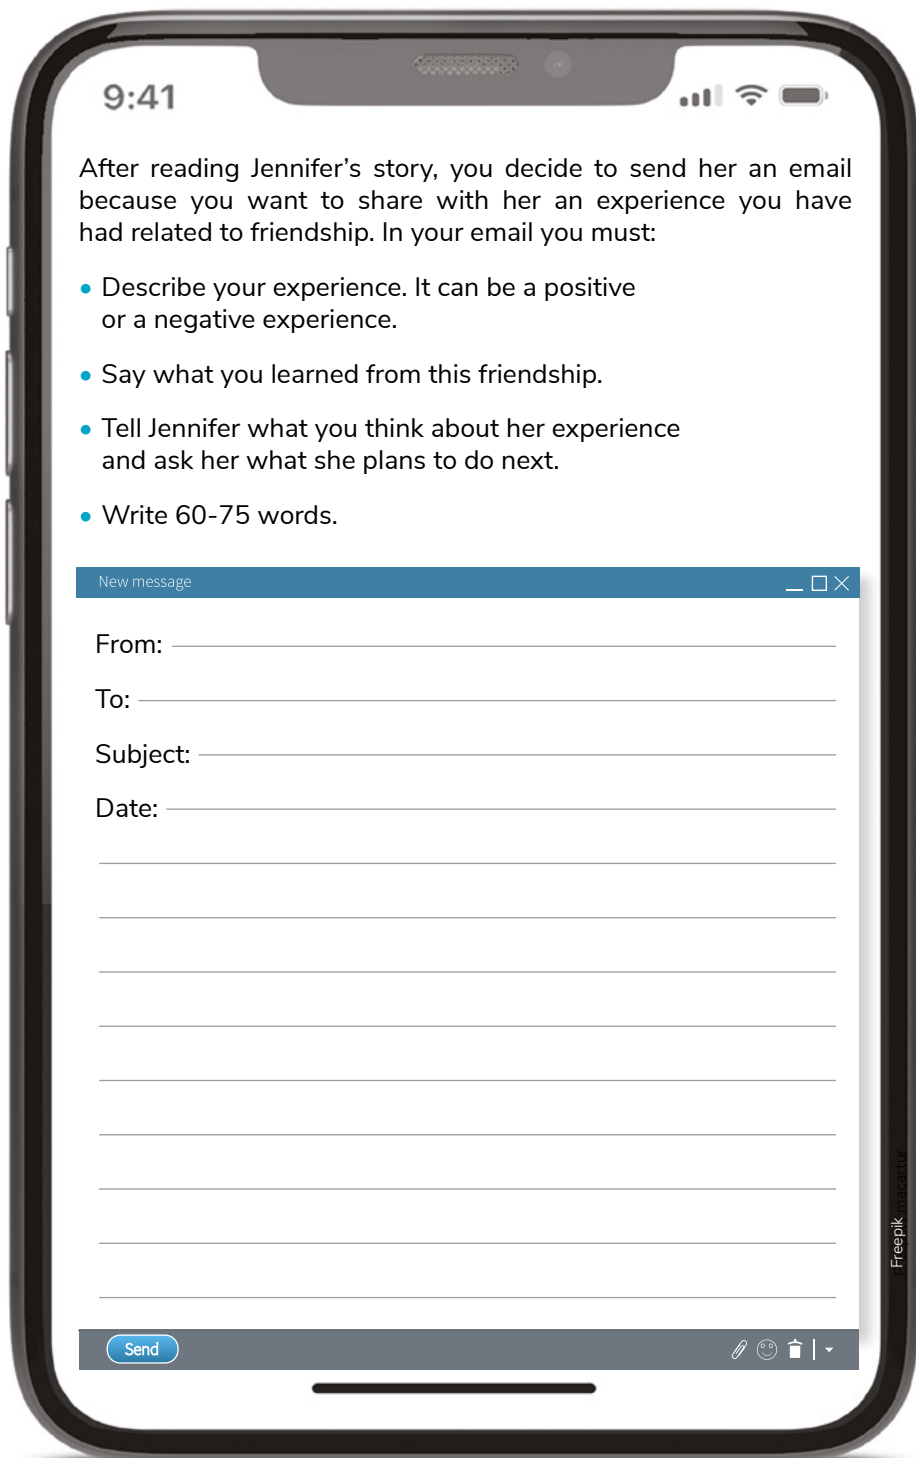 9:41
After reading Jennifer’s story, you decide to send her an email
because you want to share with her an experience you have
had related to friendship. In your email you must:
• Describe your experience. It can be a positive
or a negative experience.
• Say what you learned from this friendship.
• Tell Jennifer what you think about her experience
and ask her what she plans to do next.
• Write 60-75 words.
New message
From:
To:
Subject:
Date:
Send
Freepik
macartur